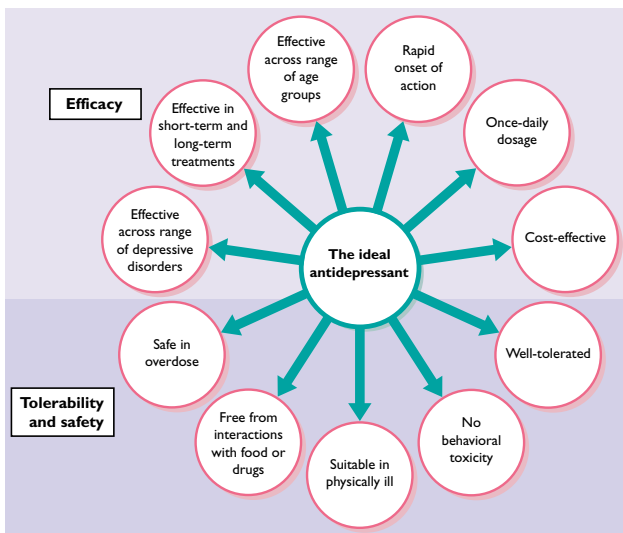 Effective
across range
of age
groups
Rapid
onset of
action
Efficacy
Effective in
short-term and
long-term
treatments
Once-daily
dosage
Effective
across range
of depressive
disorders
The ideal
antidepressant
Cost-effective
Safe in
overdose
Well-tolerated
Tolerability
and safety
Free from
interactions
with food or
drugs
Suitable in
physically ill
No
behavioral
toxicity